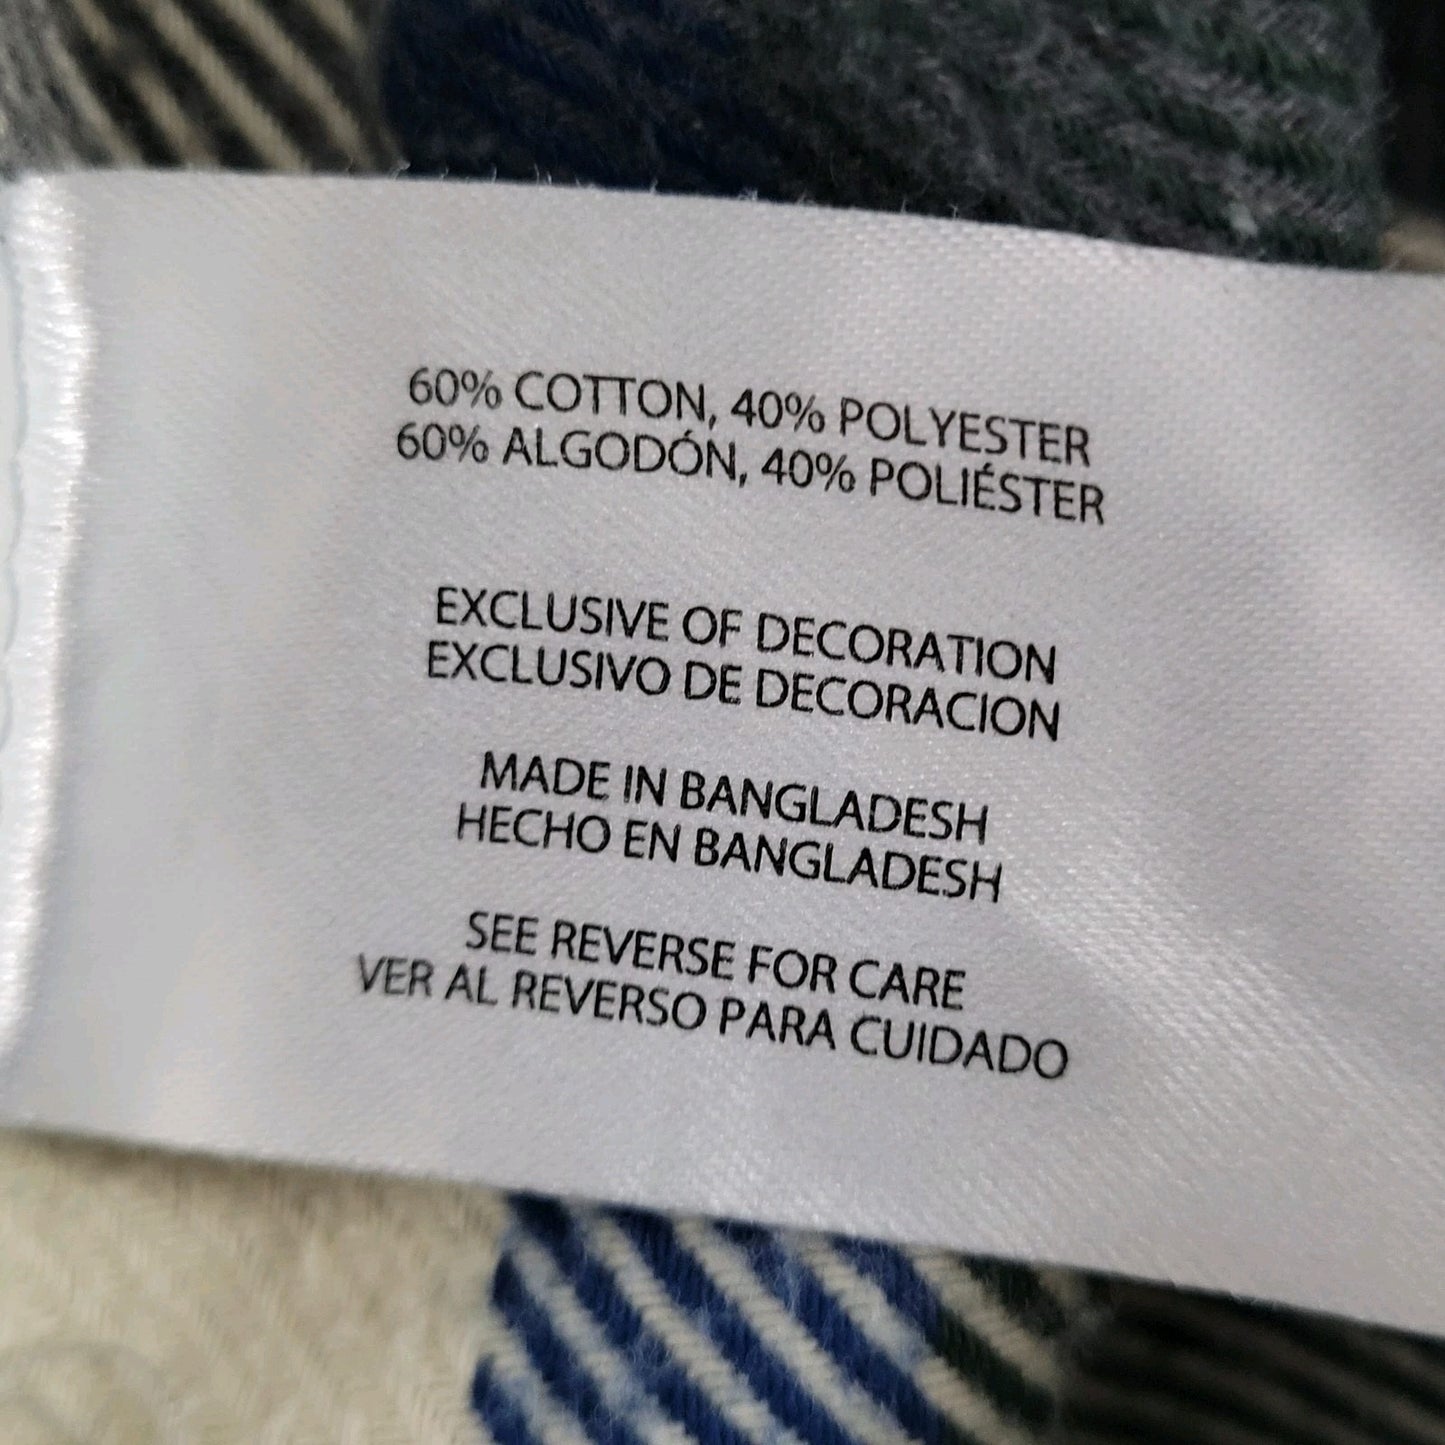 60% COTTON, 40% POLYESTER
60% ALGODÓN, 40% POLIÉSTER
EXCLUSIVE OF DECORATION
EXCLUSIVO DE DECORACION
MADE IN BANGLADESH
HECHO EN BANGLADESH
SEE REVERSE FOR CARE
VER AL REVERSO PARA CUIDADO